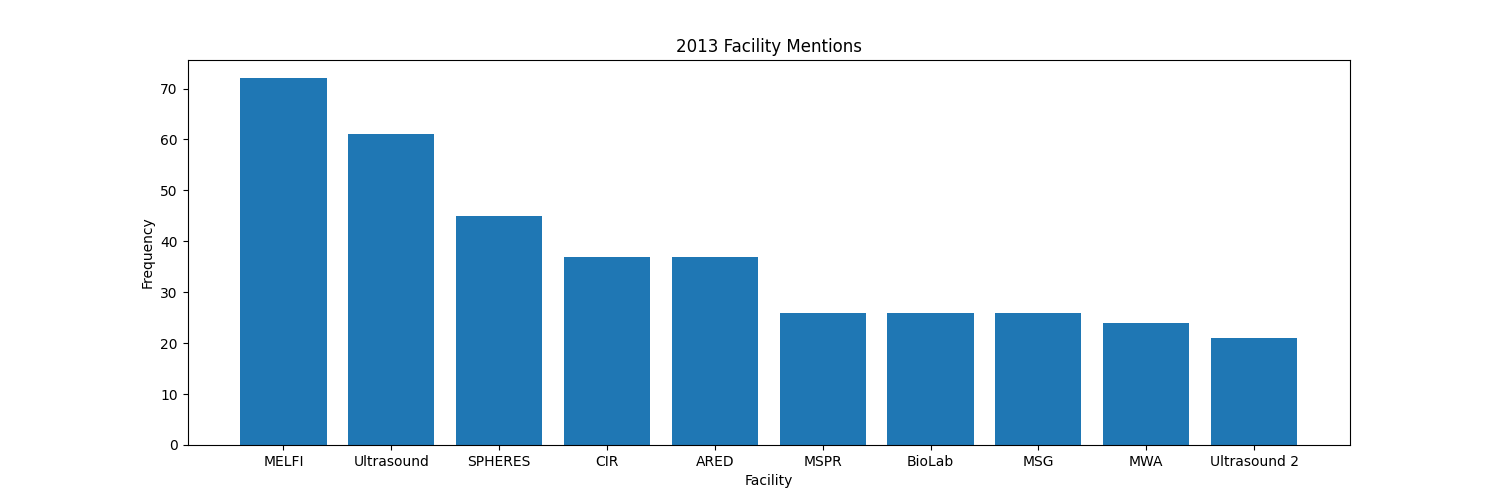 2013 Facility Mentions
Frequency
70
60
50
40
30
20
10
0
MELFI Ultrasound SPHERES CIR ARED MSPR BioLab MSG MWA Ultrasound 2
Facility